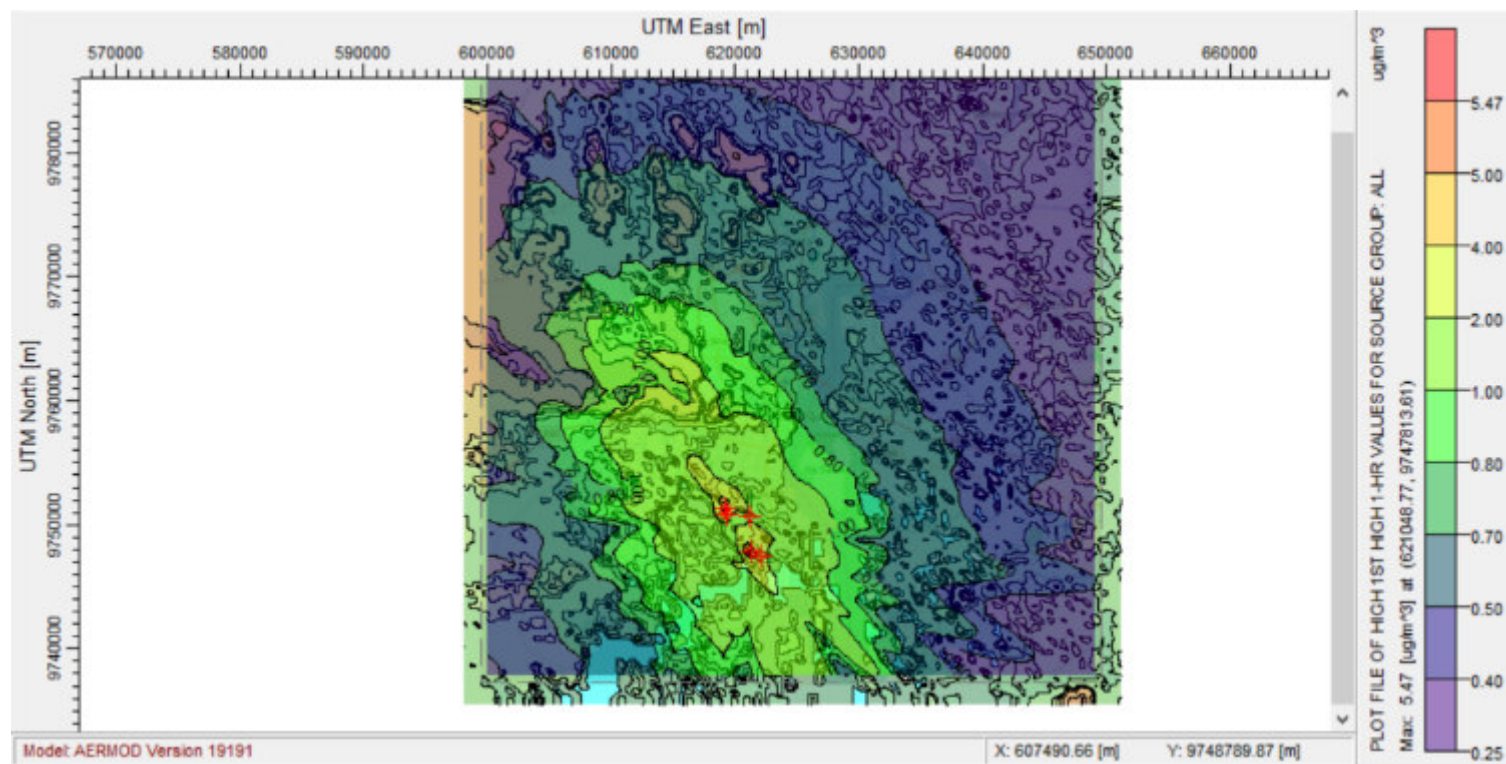 UTM East [m]
570000 580000 590000 600000 610000 620000 630000 640000 650000 660000
UTM North [m]
9780000
9770000
9760000
9750000
9740000
0.80
PLOT FILE OF HIGH 1ST HIGH 1-HR VALUES FOR SOURCE GROUP: ALL ug/m^3
Max: 5.47 [ug/m^3] at (621048.77, 9747813.61)
5.47
5.00
4.00
2.00
1.00
0.80
0.70
0.50
0.40
0.25
Model: AERMOD Version 19191
X: 607490.66 [m] Y: 9748789.87 [m]